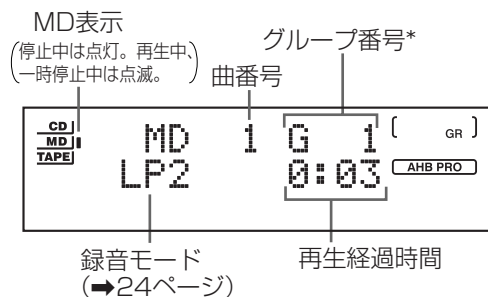 MD表示
(停止中は点灯。再生中、
一時停止中は点滅。)
曲番号
グループ番号*
CD
MD
TAPE
MD 1 G 1
LP2 0:03
GR
AHB PRO
録音モード
(➡24ページ)
再生経過時間